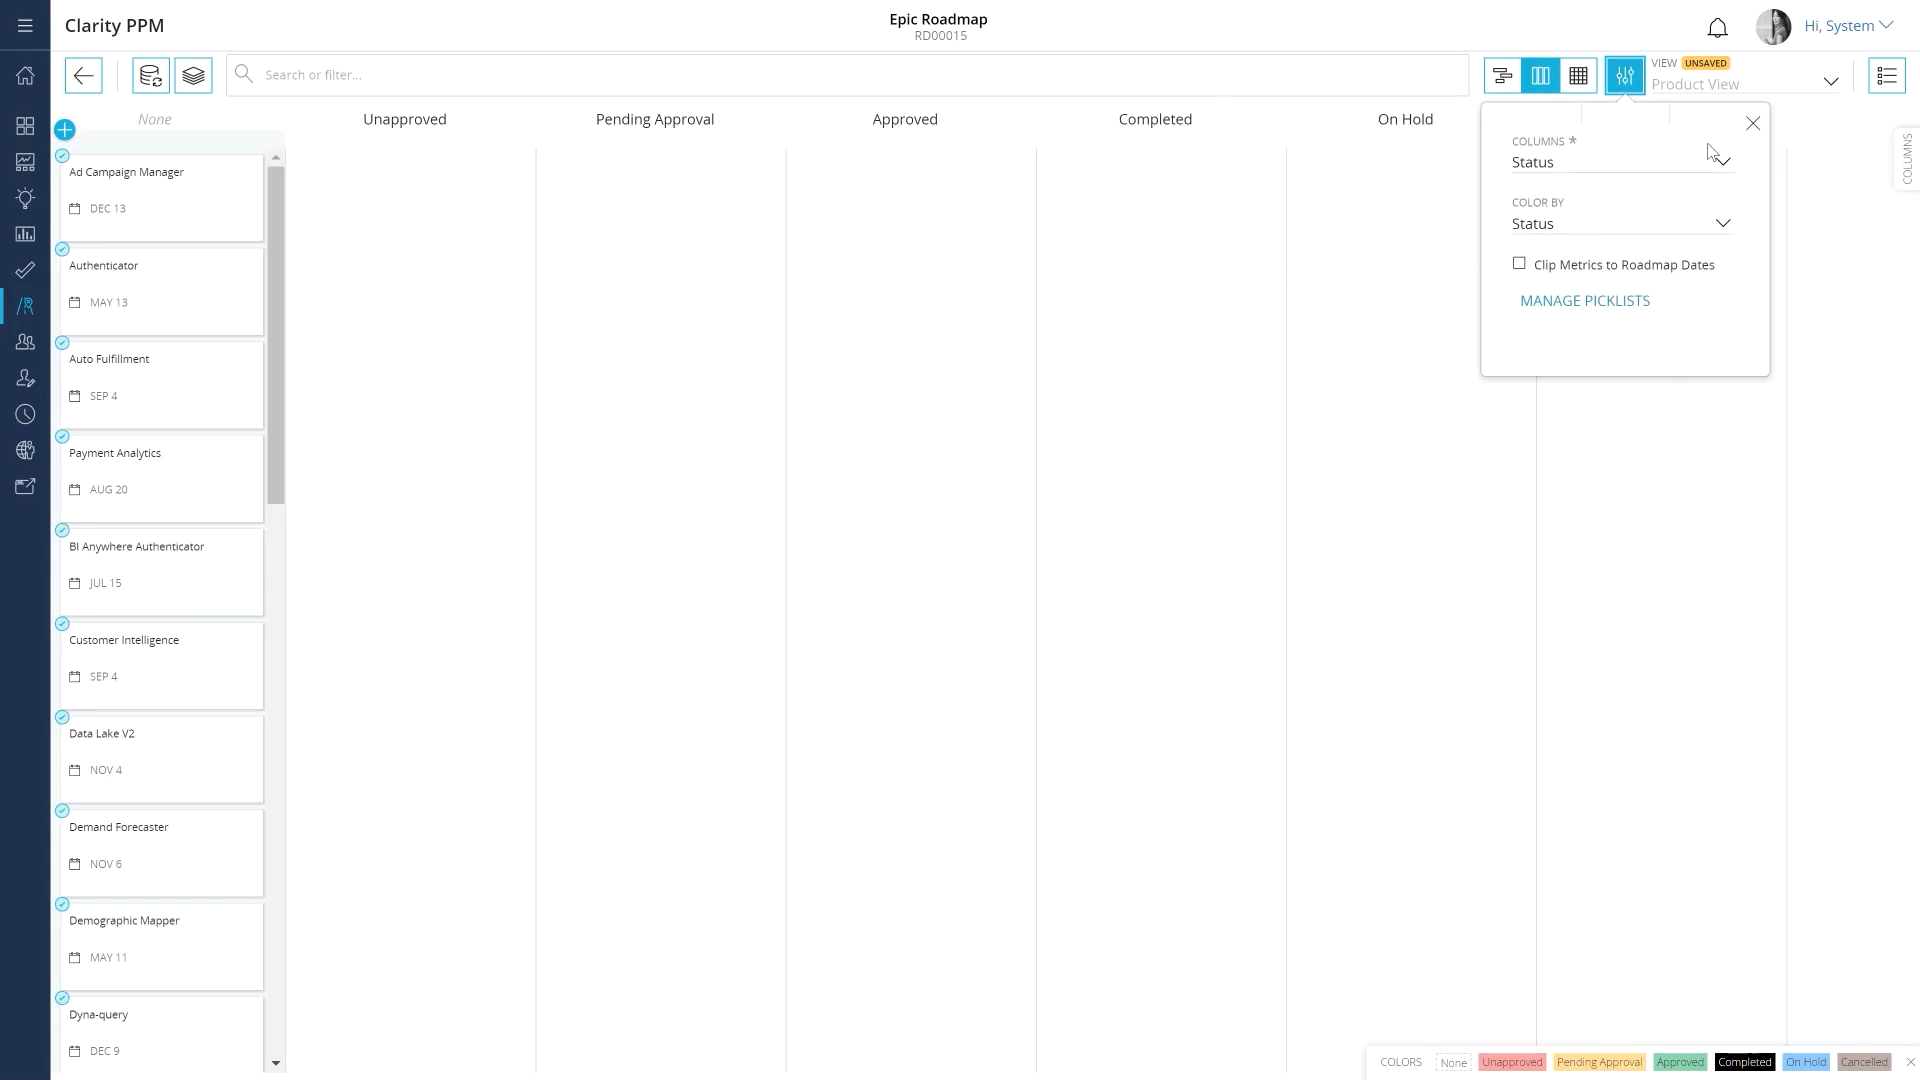 Clarity PPM
Epic Roadmap
RD00015
Hi, System
Search or filter...
VIEW UNSAVED
Product View
None Unapproved Pending Approval Approved Completed On Hold
COLUMNS *
Status
COLOR BY
Status
Clip Metrics to Roadmap Dates
MANAGE PICKLISTS
COLUMNS
Ad Campaign Manager
DEC 13
Authenticator
MAY 13
Auto Fulfillment
SEP 4
Payment Analytics
AUG 20
BI Anywhere Authenticator
JUL 15
Customer Intelligence
SEP 4
Data Lake V2
NOV 4
Demand Forecaster
NOV 6
Demographic Mapper
MAY 11
Dyna-query
DEC 9
COLORS None Unapproved Pending Approval Approved Completed On Hold Cancelled